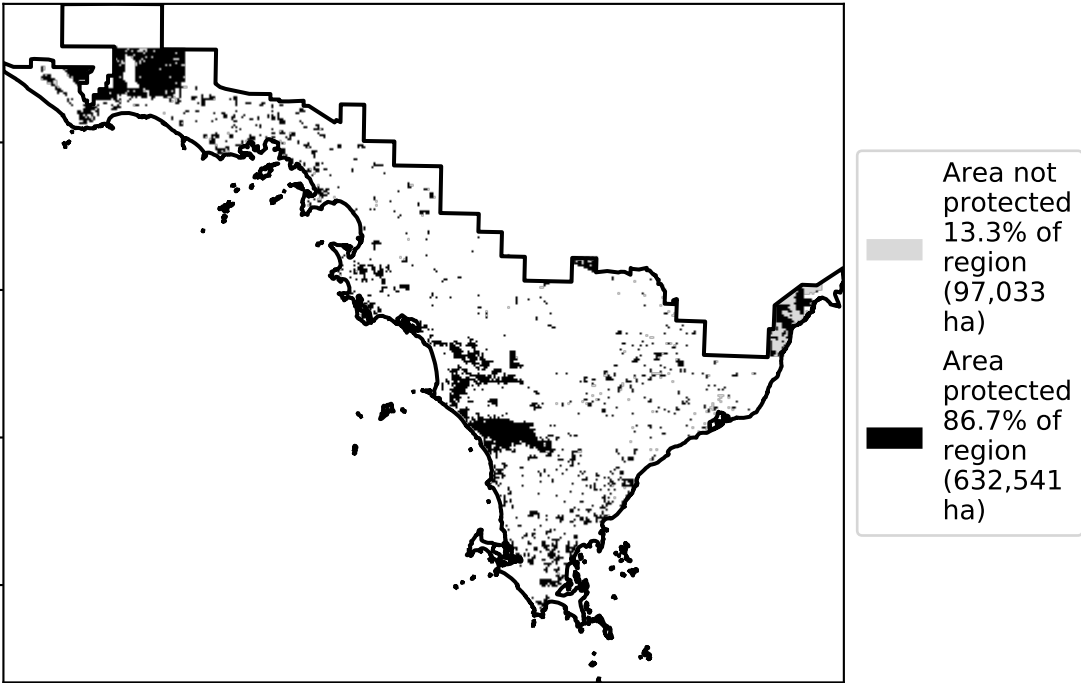 Area not
protected
13.3% of
region
(97,033
ha)
Area
protected
86.7% of
region
(632,541
ha)